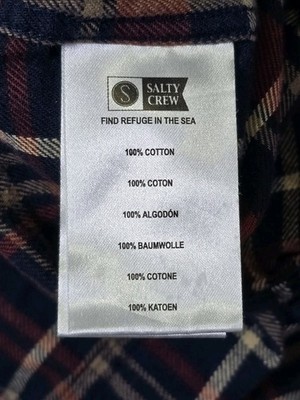 S
SALTY
CREW
FIND REFUGE IN THE SEA
100% COTTON
100% COTON
100% ALGODÓN
100% BAUMWOLLE
100% COTONE
100% KATOEN